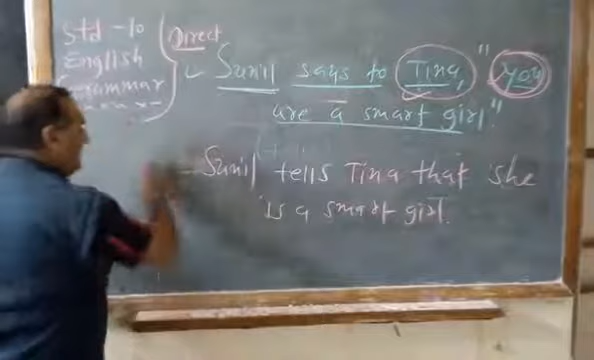 Std-10
English
Grammar
Direct
Sunil says to Tina, "you
are a smart girl."
Sunil tells Tina that she
is a smart girl.